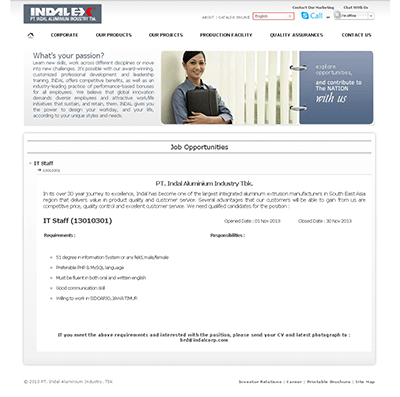 INDALEX
PT. INDAL ALUMINIUM INDUSTRY Tbk.
Contact Our Marketing
Chat With Us
ABOUT | CATALOG ONLINE
Call
I'm offline
CORPORATE
OUR PRODUCTS
OUR PROJECTS
PRODUCTION FACILITY
QUALITY ASSURANCES
CONTACT US
What's your passion?
Learn new skills, work across different disciplines or move
into new challenges. It's possible with our award-winning,
customized professional development and leadership
training. INDAL offers competitive benefits, as well as an
industry-leading practice of performance-based bonuses
for all employees. We believe that global innovation
demands diverse employees and attractive work/life
initiatives that sustain, and retain, them. INDAL gives you
the power to design your workday, and your life,
according to your unique styles and needs.
explore
opportunities,
and contribute to
The NATION
with us
Job Opportunities
IT Staff
13010301
PT. Indal Aluminium Industry Tbk.
In its over 30 year journey to excellence, Indal has become one of the largest integrated aluminium extrusion manufacturers in South East Asia
region that delivers value in product quality and customer service. Several advantages that our customers will be able to gain from us are
competitive price, quality control and excellent customer service. We need qualified candidates for the position :
IT Staff (13010301)
Opened Date : 01 Nov 2013
Closed Date : 30 Nov 2013
Requirements :
Responsibilities :
S1 degree in Information System or any field, male/female
Preferable PHP & MySQL language
Must be fluent in both oral and written english
Good communication skill
Willing to work in SIDOARJO, JAWA TIMUR
If you meet the above requirements and interested with the position, please send your CV and latest photograph to :
hrd@indalcorp.com
© 2013 PT. Indal Aluminium Industry, Tbk
Investor Relations | Career | Printable Brochure | Site Map